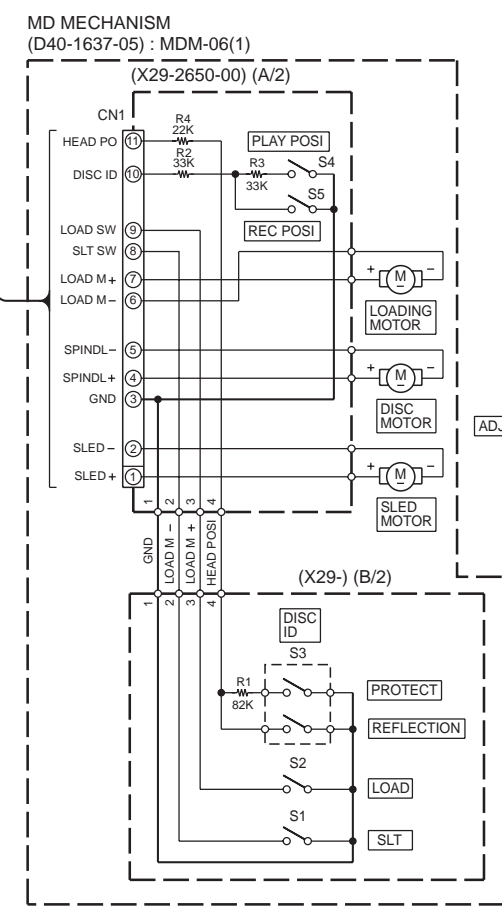 MD MECHANISM
(D40-1637-05) : MDM-06(1)
(X29-2650-00) (A/2)
CN1
HEAD PO 11
R4
22K
PLAY POSI
DISC ID 10
R2
33K
R3
33K
S4
S5
REC POSI
LOAD SW 9
SLT SW 8
LOAD M+ 7
LOAD M− 6
+ M −
LOADING
MOTOR
SPINDL− 5
SPINDL+ 4
GND 3
+ M −
DISC
MOTOR
ADJ
SLED − 2
SLED + 1
+ M −
SLED
MOTOR
1 2 3 4
GND
LOAD M −
LOAD M +
HEAD POSI
1 2 3 4
(X29-) (B/2)
DISC
ID
S3
R1
82K
PROTECT
REFLECTION
S2
LOAD
S1
SLT